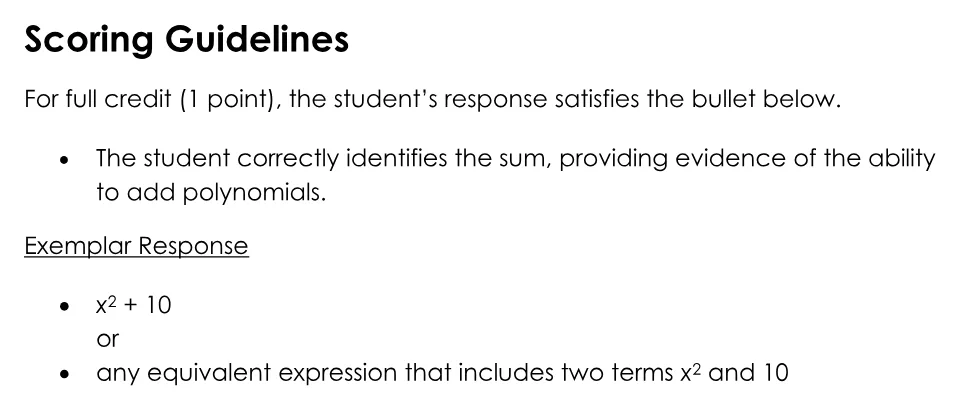 Scoring Guidelines
For full credit (1 point), the student’s response satisfies the bullet below.
• The student correctly identifies the sum, providing evidence of the ability
to add polynomials.
Exemplar Response
• x² + 10
or
• any equivalent expression that includes two terms x² and 10